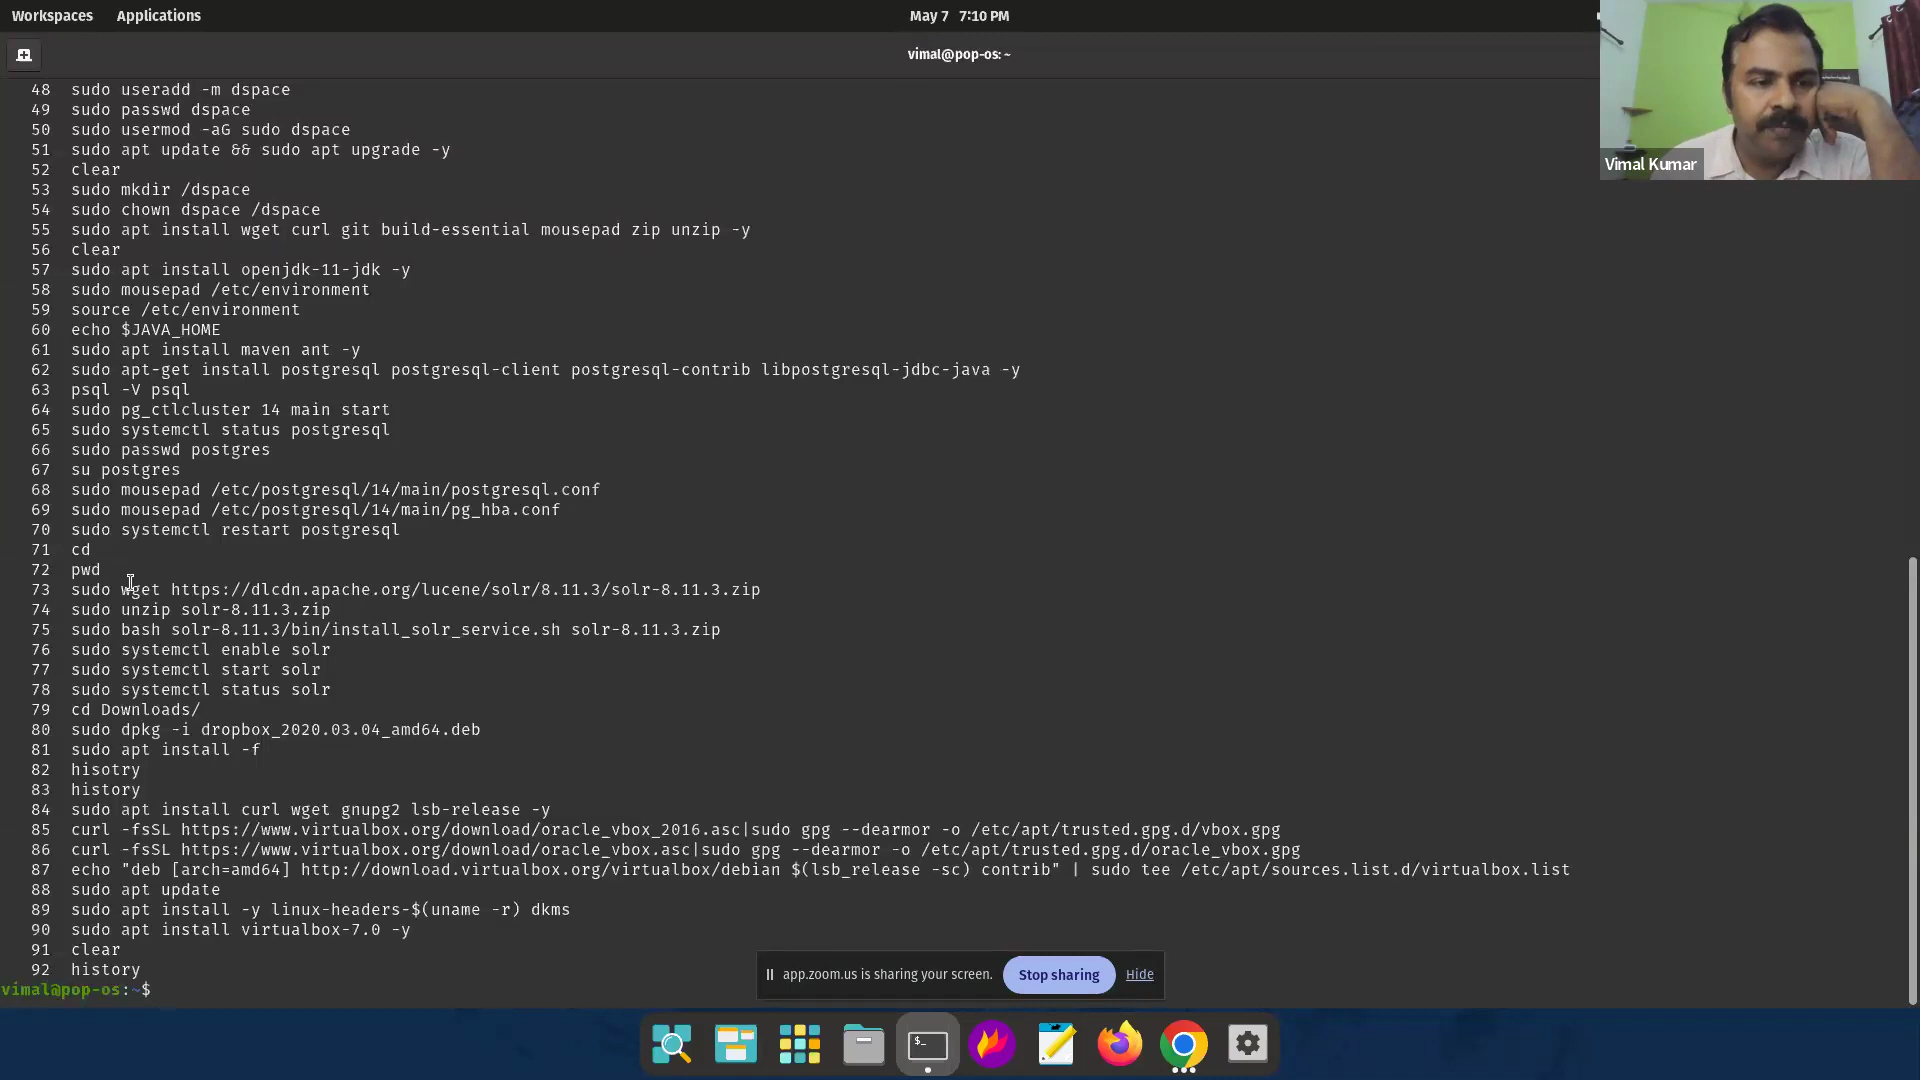 Workspaces Applications May 7 7:10 PM
vimal@pop-os: ~
Vimal Kumar
48 sudo useradd -m dspace
49 sudo passwd dspace
50 sudo usermod -aG sudo dspace
51 sudo apt update && sudo apt upgrade -y
52 clear
53 sudo mkdir /dspace
54 sudo chown dspace /dspace
55 sudo apt install wget curl git build-essential mousepad zip unzip -y
56 clear
57 sudo apt install openjdk-11-jdk -y
58 sudo mousepad /etc/environment
59 source /etc/environment
60 echo $JAVA_HOME
61 sudo apt install maven ant -y
62 sudo apt-get install postgresql postgresql-client postgresql-contrib libpostgresql-jdbc-java -y
63 psql -V psql
64 sudo pg_ctlcluster 14 main start
65 sudo systemctl status postgresql
66 sudo passwd postgres
67 su postgres
68 sudo mousepad /etc/postgresql/14/main/postgresql.conf
69 sudo mousepad /etc/postgresql/14/main/pg_hba.conf
70 sudo systemctl restart postgresql
71 cd
72 pwd
73 sudo wget https://dlcdn.apache.org/lucene/solr/8.11.3/solr-8.11.3.zip
74 sudo unzip solr-8.11.3.zip
75 sudo bash solr-8.11.3/bin/install_solr_service.sh solr-8.11.3.zip
76 sudo systemctl enable solr
77 sudo systemctl start solr
78 sudo systemctl status solr
79 cd Downloads/
80 sudo dpkg -i dropbox_2020.03.04_amd64.deb
81 sudo apt install -f
82 hisotry
83 history
84 sudo apt install curl wget gnupg2 lsb-release -y
85 curl -fsSL https://www.virtualbox.org/download/oracle_vbox_2016.asc|sudo gpg --dearmor -o /etc/apt/trusted.gpg.d/vbox.gpg
86 curl -fsSL https://www.virtualbox.org/download/oracle_vbox.asc|sudo gpg --dearmor -o /etc/apt/trusted.gpg.d/oracle_vbox.gpg
87 echo "deb [arch=amd64] http://download.virtualbox.org/virtualbox/debian $(lsb_release -sc) contrib" | sudo tee /etc/apt/sources.list.d/virtualbox.list
88 sudo apt update
89 sudo apt install -y linux-headers-$(uname -r) dkms
90 sudo apt install virtualbox-7.0 -y
91 clear
92 history
vimal@pop-os:~$
app.zoom.us is sharing your screen. Stop sharing Hide